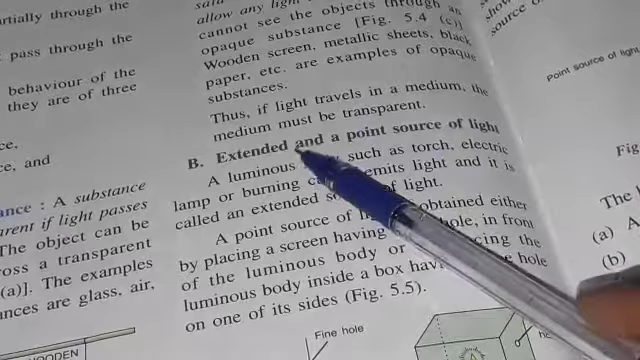 artially through the
pass through the
behaviour of the
they are of three
ce,
ce, and
ance : A substance
parent if light passes
The object can be
ross a transparent
(a)]. The examples
nces are glass, air,
OODEN
allow any light
cannot see the objects through an
opaque substance [Fig. 5.4 (c)]
Wooden screen, metallic sheets, black
paper, etc. are examples of opaque
substances.
Thus, if light travels in a medium, the
medium must be transparent.
B. Extended and a point source of light
A luminous such as torch, electric
lamp or burning emits light and it is
called an extended of light.
A point source of obtained either
by placing a screen having hole, in front
of the luminous body or the
luminous body inside a box hole
on one of its sides (Fig. 5.5).
Fine hole
show
source o
Point source of light
Fig
The
(a) A
(b)